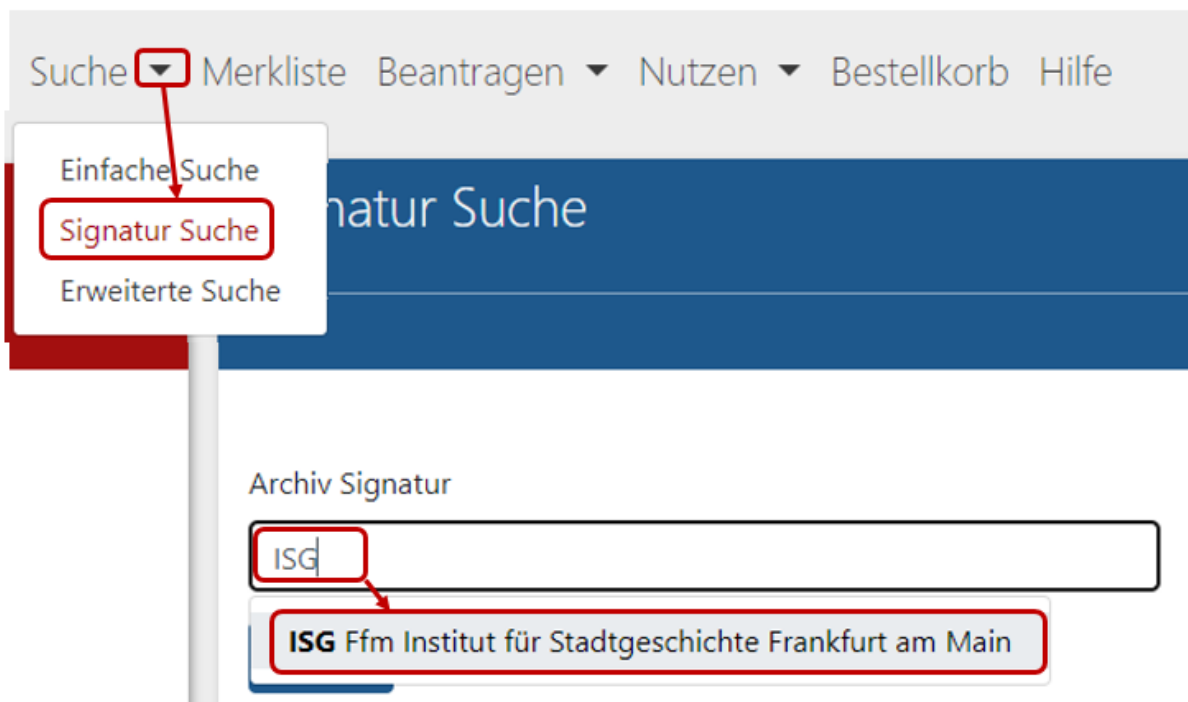 Suche Merkliste Beantragen Nutzen Bestellkorb Hilfe
Einfache Suche
Signatur Suche
Erweiterte Suche
natur Suche
Archiv Signatur
ISG
ISG Ffm Institut für Stadtgeschichte Frankfurt am Main